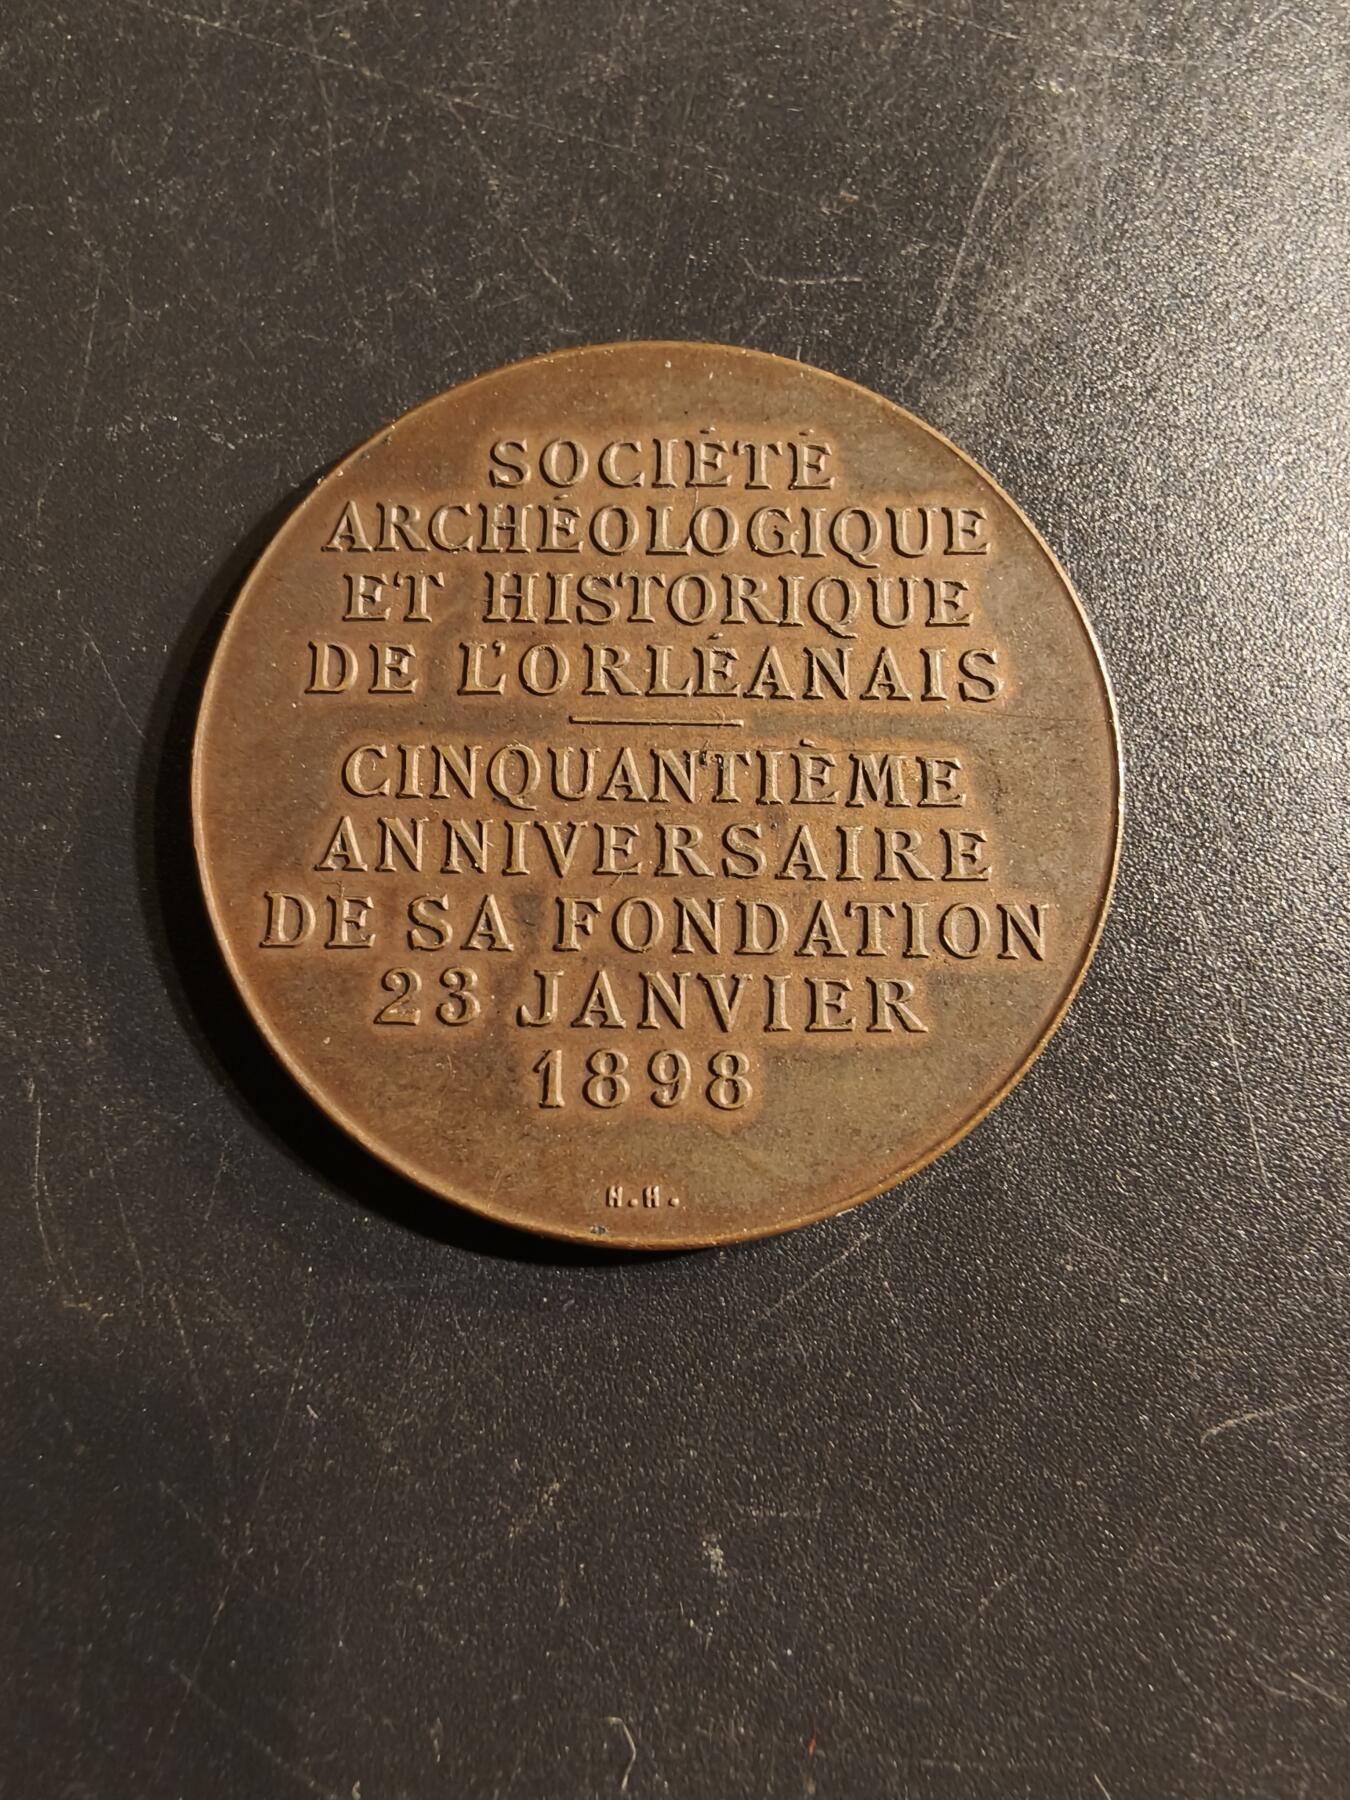 SOCIÉTÉ
ARCHÉOLOGIQUE
ET HISTORIQUE
DE L'ORLÉANAIS
CINQUANTIÈME
ANNIVERSAIRE
DE SA FONDATION
23 JANVIER
1898
H.H.